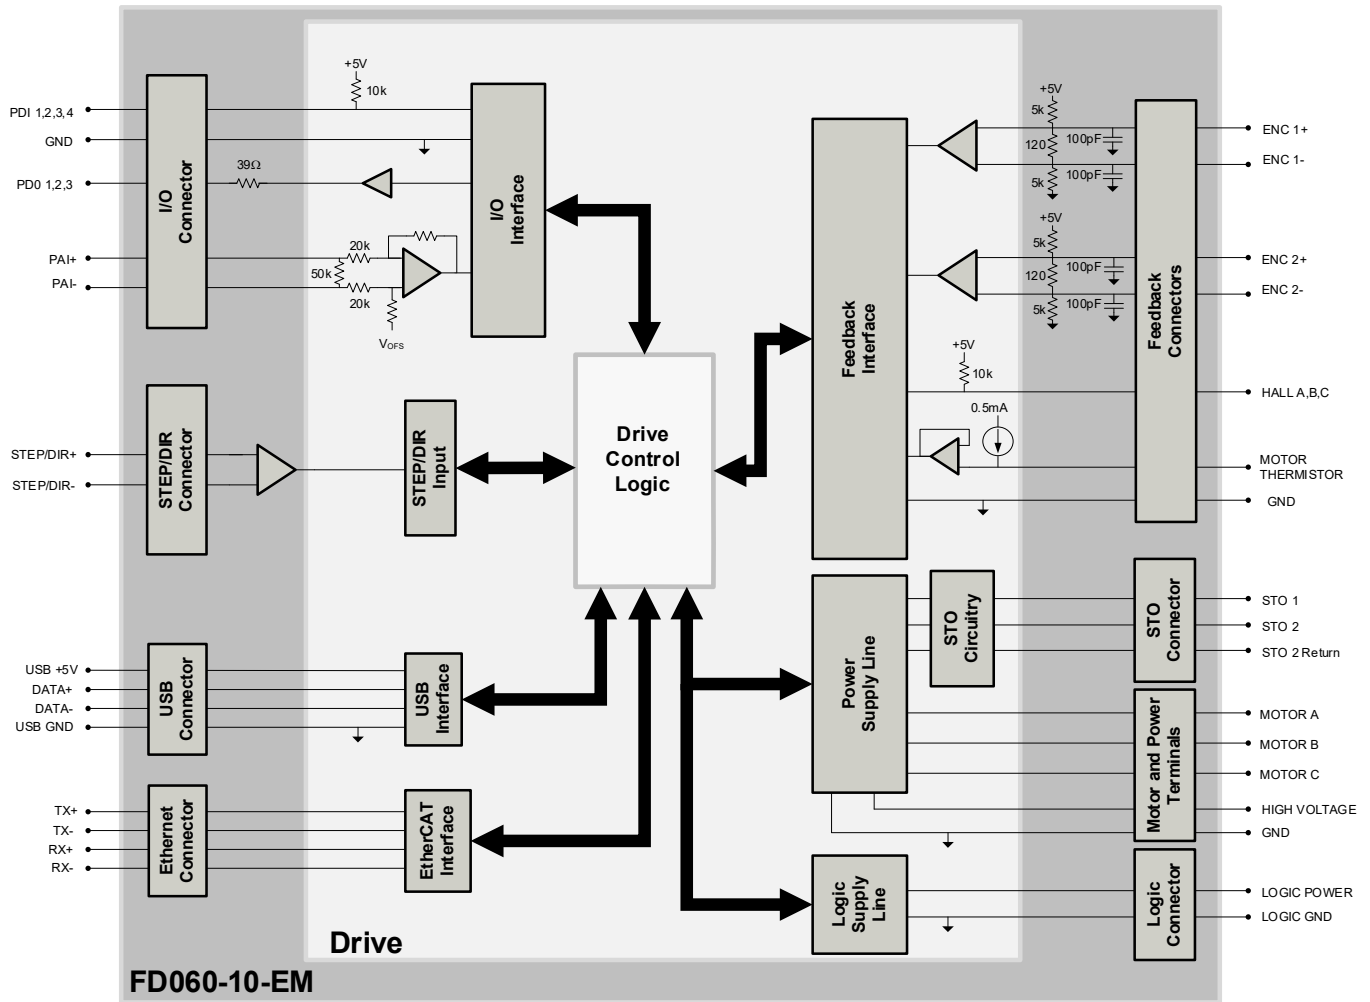 +5V
10k
PDI 1,2,3,4
GND
39Ω
PD0 1,2,3
PAI+
PAI-
20k
50k
20k
VOFS
I/O
Connector
I/O
Interface
STEP/DIR+
STEP/DIR-
STEP/DIR
Connector
STEP/DIR
Input
Drive
Control
Logic
USB +5V
DATA+
DATA-
USB GND
USB
Connector
USB
Interface
TX+
TX-
RX+
RX-
Ethernet
Connector
EtherCAT
Interface
Feedback
Interface
+5V
5k
120
5k
100pF
100pF
ENC 1+
ENC 1-
+5V
5k
120
5k
100pF
100pF
ENC 2+
ENC 2-
+5V
10k
0.5mA
Feedback
Connectors
HALL A,B,C
MOTOR
THERMISTOR
GND
Power
Supply Line
STO
Circuitry
STO
Connector
STO 1
STO 2
STO 2 Return
Motor and Power
Terminals
MOTOR A
MOTOR B
MOTOR C
HIGH VOLTAGE
GND
Logic
Supply
Line
Logic
Connector
LOGIC POWER
LOGIC GND
Drive
FD060-10-EM